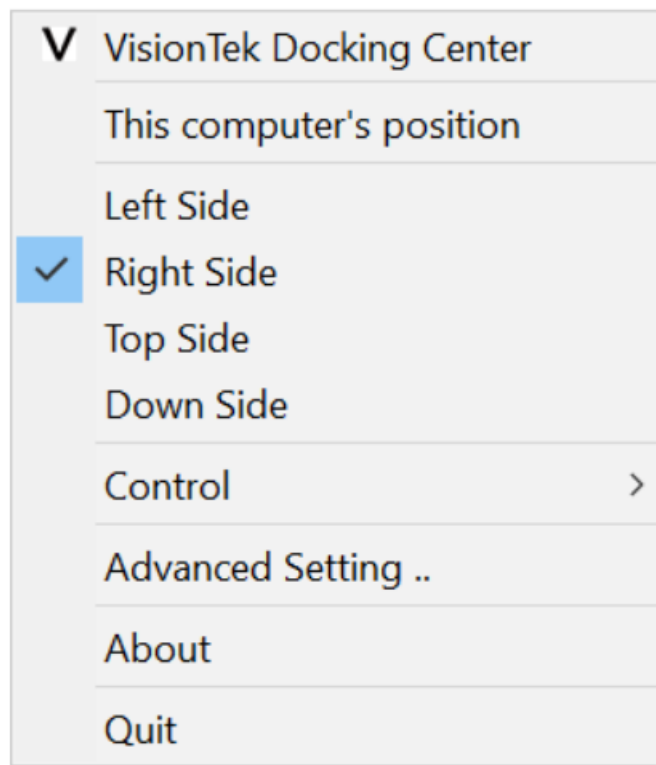 V VisionTek Docking Center
This computer's position
Left Side
Right Side
Top Side
Down Side
Control
Advanced Setting ..
About
Quit